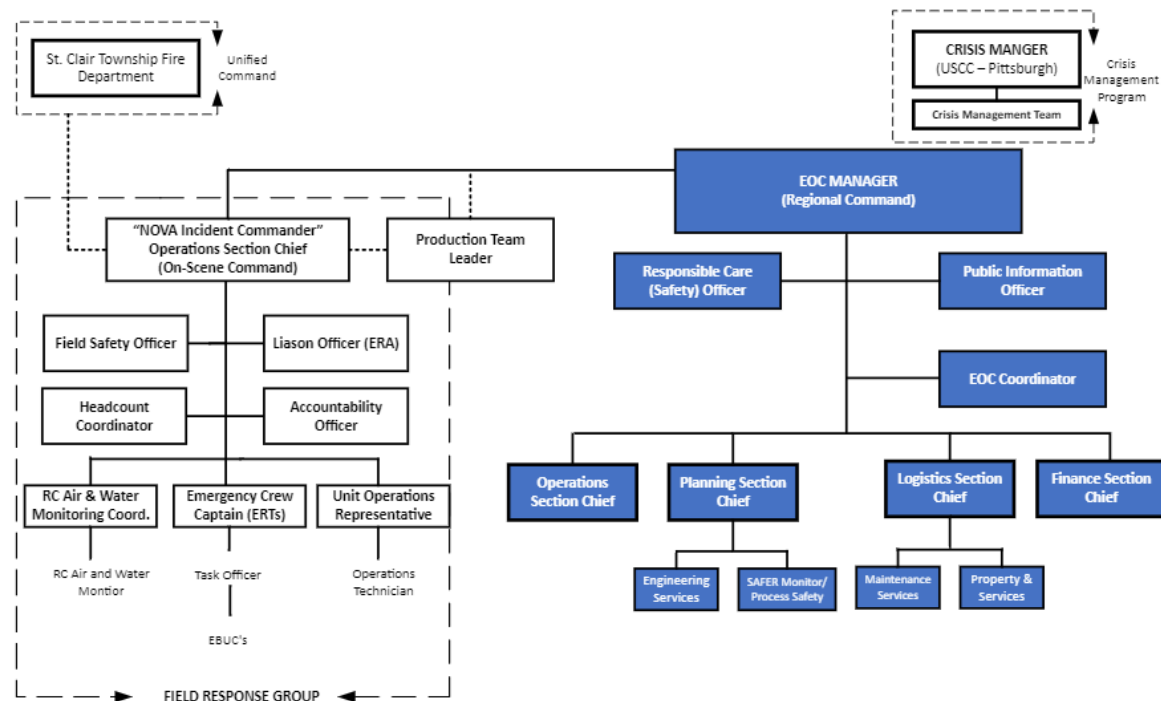 St. Clair Township Fire
Department
Unified
Command
CRISIS MANGER
(USCC – Pittsburgh)
Crisis Management Team
Crisis
Management
Program
EOC MANAGER
(Regional Command)
"NOVA Incident Commander"
Operations Section Chief
(On-Scene Command)
Production Team
Leader
Responsible Care
(Safety) Officer
Public Information
Officer
Field Safety Officer
Liason Officer (ERA)
EOC Coordinator
Headcount
Coordinator
Accountability
Officer
Operations
Section Chief
Planning Section
Chief
Logistics Section
Chief
Finance Section
Chief
RC Air & Water
Monitoring Coord.
Emergency Crew
Captain (ERTs)
Unit Operations
Representative
RC Air and Water
Montior
Task Officer
Operations
Technician
Engineering
Services
SAFER Monitor/
Process Safety
Maintenance
Services
Property &
Services
EBUC's
FIELD RESPONSE GROUP